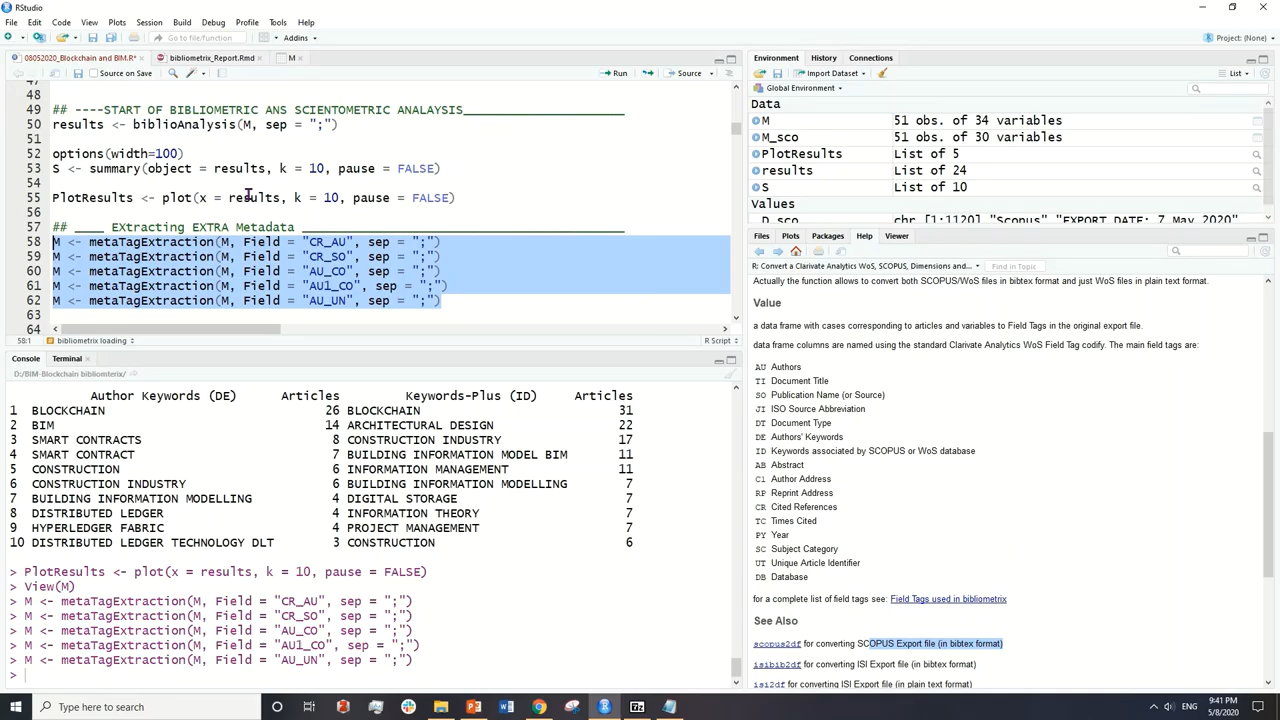 RStudio
File Edit Code View Plots Session Build Debug Profile Tools Help
Go to file/function
Addins
Project: (None)
08052020_Blockchain and BIM.R*
bibliometrix_Report.Rmd
M
Source on Save
Run
Source
47
48
49 ## ----START OF BIBLIOMETRIC ANS SCIENTOMETRIC ANALAYSIS______________________
50 results <- biblioAnalysis(M, sep = ";")
51
52 options(width=100)
53 S <- summary(object = results, k = 10, pause = FALSE)
54
55 PlotResults <- plot(x = results, k = 10, pause = FALSE)
56
57 ## ____ EXtracting EXTRA Metadata ____________________________________________
58 M <- metaTagExtraction(M, Field = "CR_AU", sep = ";")
59 M <- metaTagExtraction(M, Field = "CR_SO", sep = ";")
60 M <- metaTagExtraction(M, Field = "AU_CO", sep = ";")
61 M <- metaTagExtraction(M, Field = "AU1_CO", sep = ";")
62 M <- metaTagExtraction(M, Field = "AU_UN", sep = ";")
63
64
58:1 bibliometrix loading R Script
Console Terminal
D:/BIM-Blockchain bibliomterix/
Author Keywords (DE) Articles Keywords-Plus (ID) Articles
1 BLOCKCHAIN 26 BLOCKCHAIN 31
2 BIM 14 ARCHITECTURAL DESIGN 22
3 SMART CONTRACTS 8 CONSTRUCTION INDUSTRY 17
4 SMART CONTRACT 7 BUILDING INFORMATION MODEL BIM 11
5 CONSTRUCTION 6 INFORMATION MANAGEMENT 11
6 CONSTRUCTION INDUSTRY 6 BUILDING INFORMATION MODELLING 7
7 BUILDING INFORMATION MODELLING 4 DIGITAL STORAGE 7
8 DISTRIBUTED LEDGER 4 INFORMATION THEORY 7
9 HYPERLEDGER FABRIC 4 PROJECT MANAGEMENT 7
10 DISTRIBUTED LEDGER TECHNOLOGY DLT 3 CONSTRUCTION 6
> PlotResults <- plot(x = results, k = 10, pause = FALSE)
> View(M)
> M <- metaTagExtraction(M, Field = "CR_AU", sep = ";")
> M <- metaTagExtraction(M, Field = "CR_SO", sep = ";")
> M <- metaTagExtraction(M, Field = "AU_CO", sep = ";")
> M <- metaTagExtraction(M, Field = "AU1_CO", sep = ";")
> M <- metaTagExtraction(M, Field = "AU_UN", sep = ";")
>
Environment History Connections
Import Dataset
List
Global Environment
Data
M 51 obs. of 34 variables
M_sco 51 obs. of 30 variables
PlotResults List of 5
results List of 24
S List of 10
Values
D_sco chr [1:1120] "Scopus" "EXPORT DATE: 7 May 2020"
Files Plots Packages Help Viewer
R: Convert a Clarivate Analytics WoS, SCOPUS, Dimensions and... Find in Topic
Actually the function allows to convert both SCOPUS/WoS files in bibtex format and just WoS files in plain text format.
Value
a data frame with cases corresponding to articles and variables to Field Tags in the original export file.
data frame columns are named using the standard Clarivate Analytics WoS Field Tag codify. The main field tags are:
AU Authors
TI Document Title
SO Publication Name (or Source)
JI ISO Source Abbreviation
DT Document Type
DE Authors' Keywords
ID Keywords associated by SCOPUS or WoS database
AB Abstract
C1 Author Address
RP Reprint Address
CR Cited References
TC Times Cited
PY Year
SC Subject Category
UT Unique Article Identifier
DB Database
for a complete list of field tags see: Field Tags used in bibliometrix
See Also
scopus2df for converting SCOPUS Export file (in bibtex format)
isibib2df for converting ISI Export file (in bibtex format)
isi2df for converting ISI Export file (in plain text format)
Type here to search
ENG
9:41 PM
5/8/2020